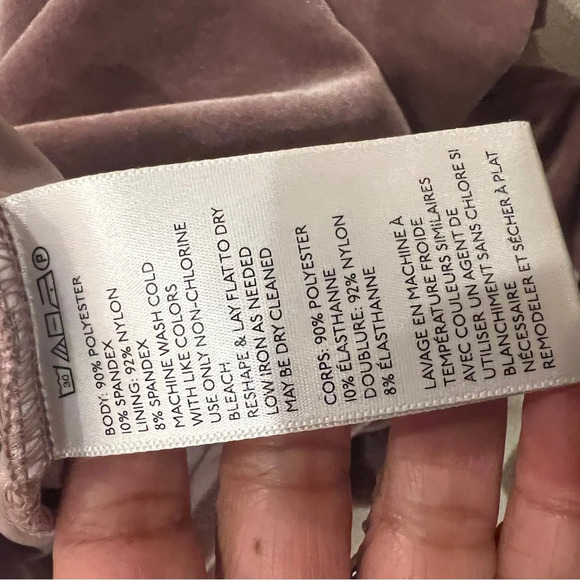 30
P
BODY: 90% POLYESTER
10% SPANDEX
LINING: 92% NYLON
8% SPANDEX
MACHINE WASH COLD
WITH LIKE COLORS
USE ONLY NON-CHLORINE
BLEACH
RESHAPE & LAY FLAT TO DRY
LOW IRON AS NEEDED
MAY BE DRY CLEANED
CORPS: 90% POLYESTER
10% ÉLASTHANNE
DOUBLURE: 92% NYLON
8% ÉLASTHANNE
LAVAGE EN MACHINE À
TEMPÉRATURE FROIDE
AVEC COULEURS SIMILAIRES
UTILISER UN AGENT DE
BLANCHIMENT SANS CHLORE SI
NÉCESSAIRE
REMODELER ET SÉCHER À PLAT